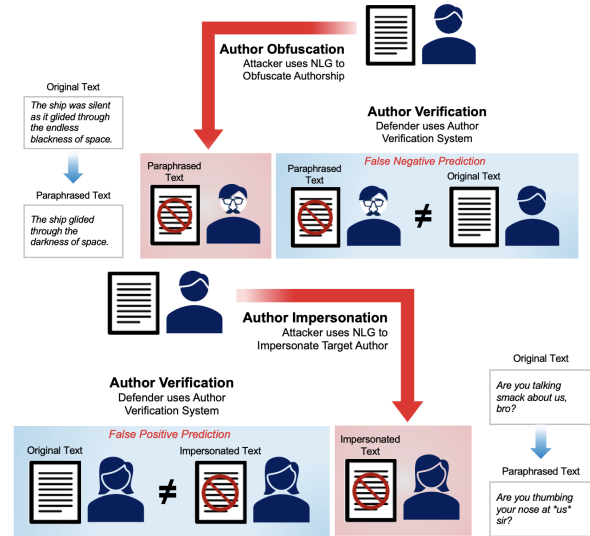 Author Obfuscation
Attacker uses NLG to
Obfuscate Authorship
Original Text
The ship was silent
as it glided through
the endless
blackness of space.
Paraphrased Text
The ship glided
through the
darkness of space.
Author Verification
Defender uses Author
Verification System
Paraphrased
Text
False Negative Prediction
Paraphrased
Text
≠
Original Text
Author Impersonation
Attacker uses NLG to
Impersonate Target Author
Author Verification
Defender uses Author
Verification System
False Positive Prediction
Original Text
≠
Impersonated Text
Impersonated
Text
Original Text
Are you talking
smack about us,
bro?
Paraphrased Text
Are you thumbing
your nose at *us*
sir?